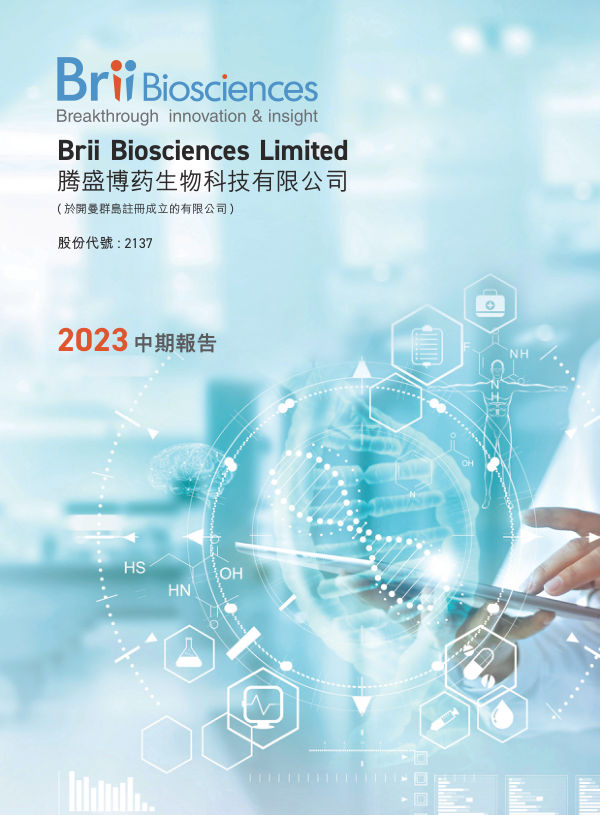 Brii Biosciences
Breakthrough innovation & insight
Brii Biosciences Limited
腾盛博药生物科技有限公司
(於開曼群島註冊成立的有限公司)
股份代號 : 2137
2023 中期報告
F
NH
N
H
H
OH
N
HS
HN
OH
O